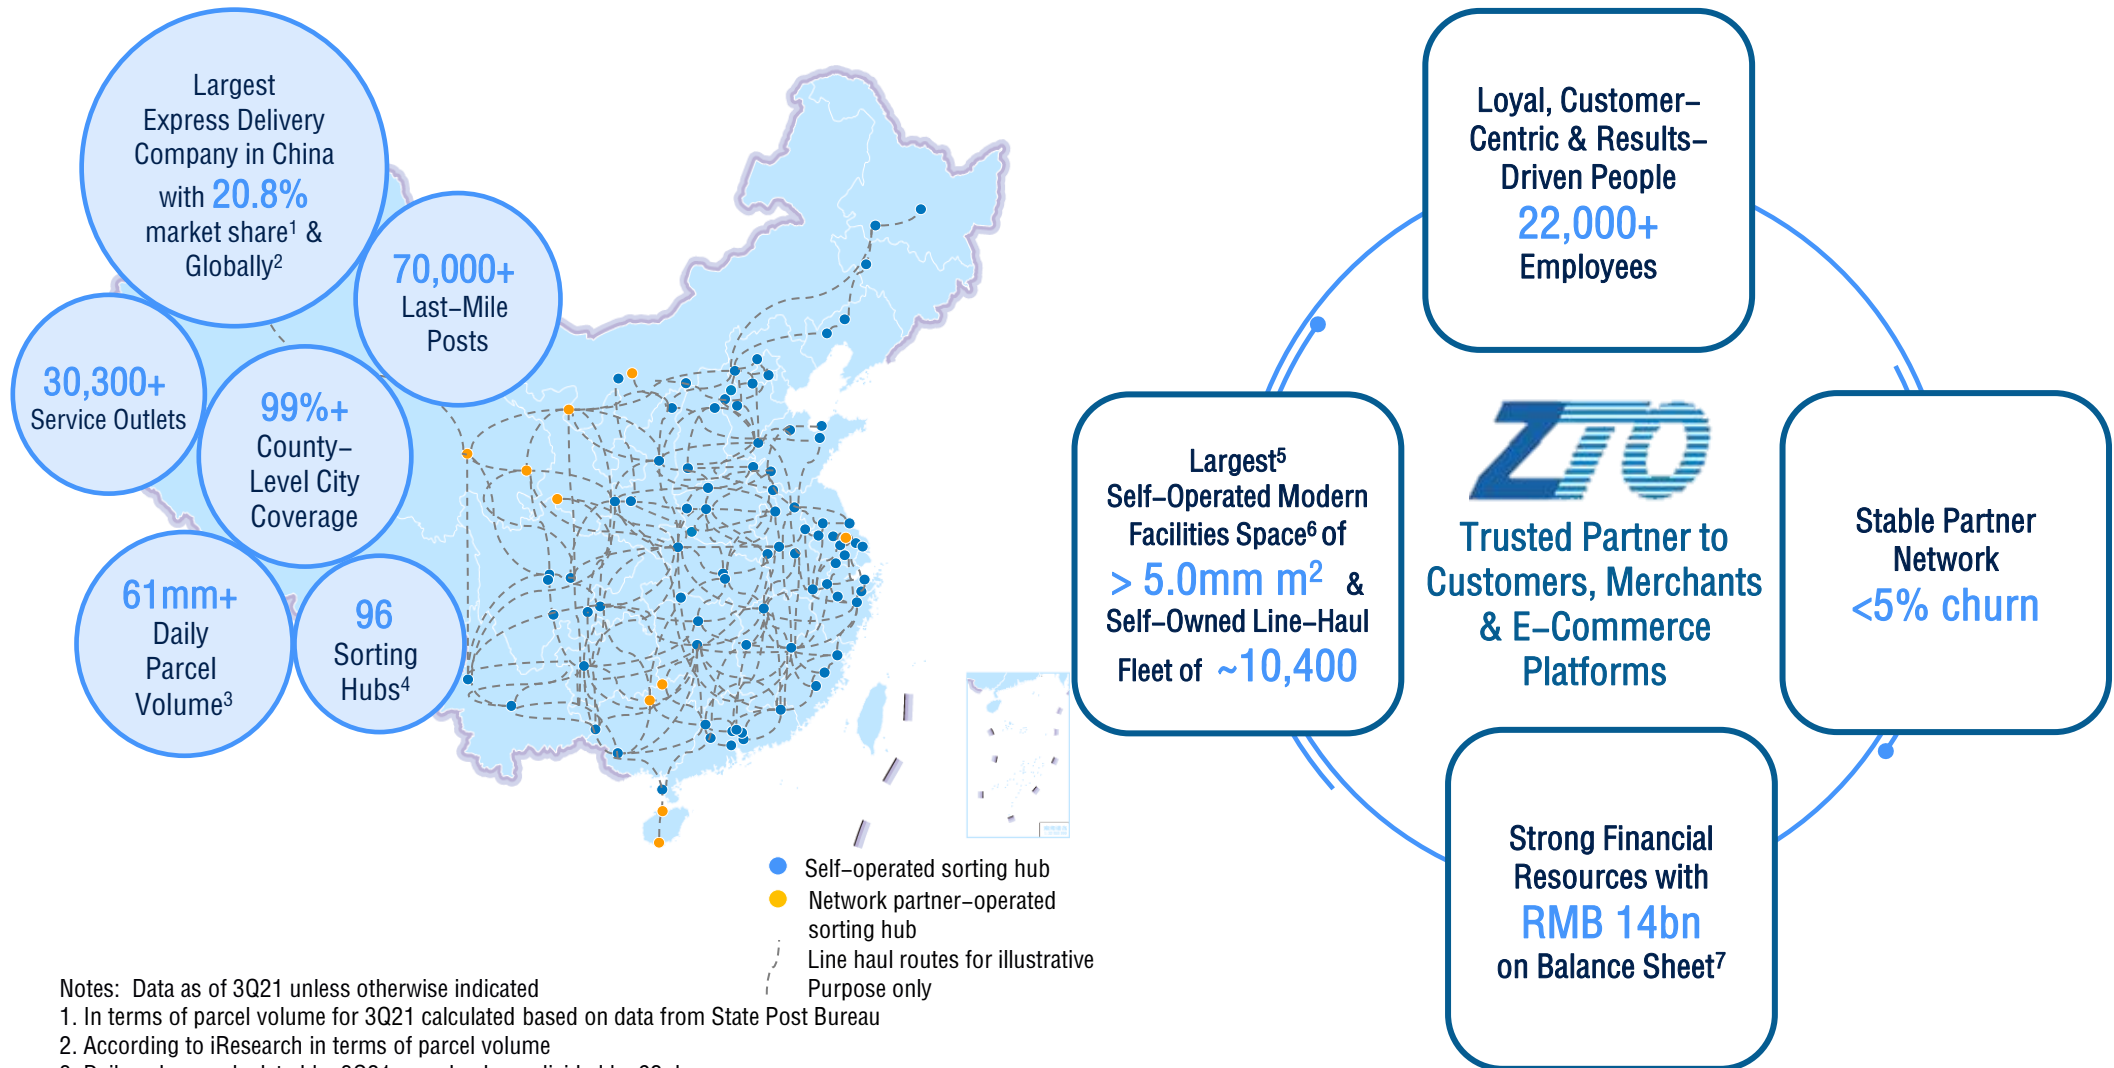 Largest
Express Delivery
Company in China
with 20.8%
market share1 &
Globally2
70,000+
Last-Mile
Posts
30,300+
Service Outlets
99%+
County-
Level City
Coverage
61mm+
Daily
Parcel
Volume3
96
Sorting
Hubs4
Self-operated sorting hub
Network partner-operated
sorting hub
Line haul routes for illustrative
Purpose only
Notes: Data as of 3Q21 unless otherwise indicated
1. In terms of parcel volume for 3Q21 calculated based on data from State Post Bureau
2. According to iResearch in terms of parcel volume
Loyal, Customer-
Centric & Results-
Driven People
22,000+
Employees
Largest5
Self-Operated Modern
Facilities Space6 of
> 5.0mm m2 &
Self-Owned Line-Haul
Fleet of ~10,400
ZTO
Trusted Partner to
Customers, Merchants
& E-Commerce
Platforms
Stable Partner
Network
<5% churn
Strong Financial
Resources with
RMB 14bn
on Balance Sheet7